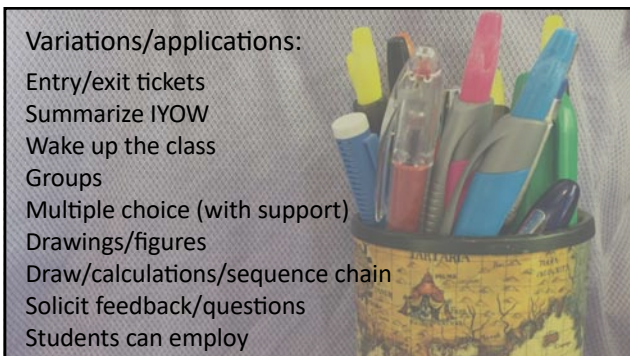 Variations/applications:
Entry/exit tickets
Summarize IYOW
Wake up the class
Groups
Multiple choice (with support)
Drawings/figures
Draw/calculations/sequence chain
Solicit feedback/questions
Students can employ
TARTARIA